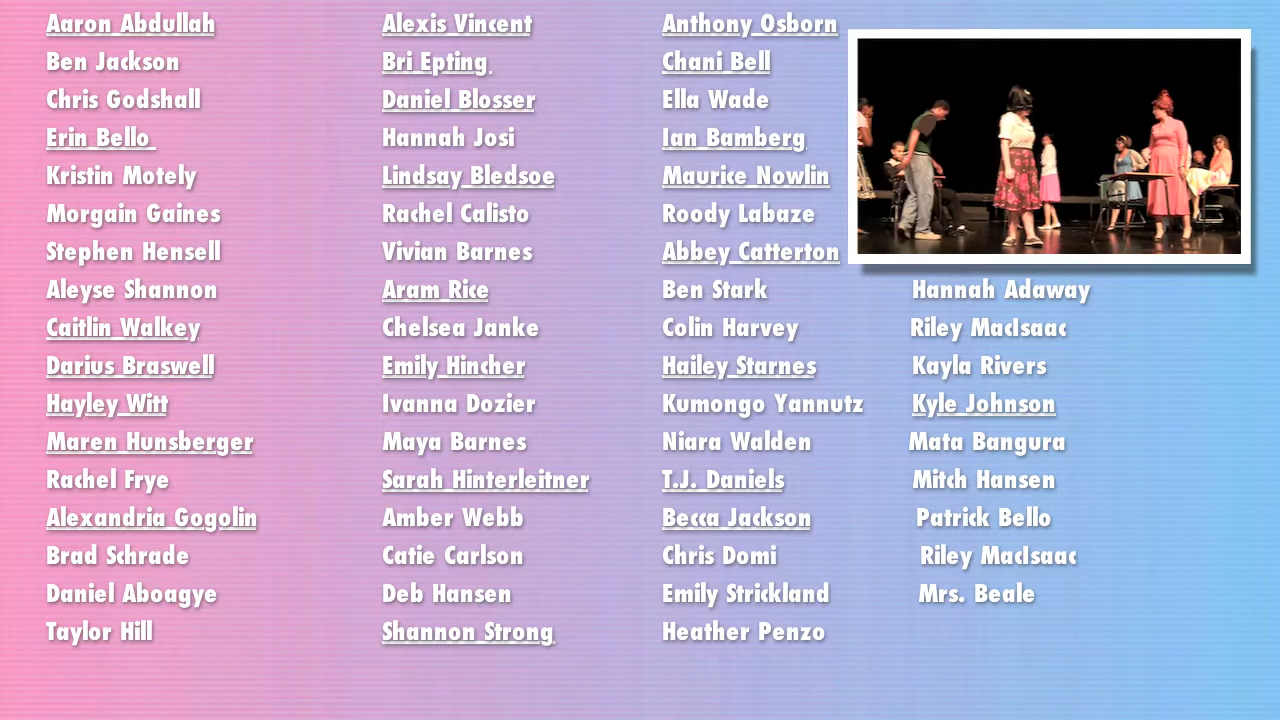 Aaron Abdullah
Ben Jackson
Chris Godshall
Erin Bello
Kristin Motely
Morgain Gaines
Stephen Hensell
Aleyse Shannon
Caitlin Walkey
Darius Braswell
Hayley Witt
Maren Hunsberger
Rachel Frye
Alexandria Gogolin
Brad Schrade
Daniel Aboagye
Taylor Hill
Alexis Vincent
Bri Epting
Daniel Blosser
Hannah Josi
Lindsay Bledsoe
Rachel Calisto
Vivian Barnes
Aram Rice
Chelsea Janke
Emily Hincher
Ivanna Dozier
Maya Barnes
Sarah Hinterleitner
Amber Webb
Catie Carlson
Deb Hansen
Shannon Strong
Anthony Osborn
Chani Bell
Ella Wade
Ian Bamberg
Maurice Nowlin
Roody Labaze
Abbey Catterton
Ben Stark
Colin Harvey
Hailey Starnes
Kumongo Yannutz
Niara Walden
T.J. Daniels
Becca Jackson
Chris Domi
Emily Strickland
Heather Penzo
Hannah Adaway
Riley MacIsaac
Kayla Rivers
Kyle Johnson
Mata Bangura
Mitch Hansen
Patrick Bello
Riley MacIsaac
Mrs. Beale